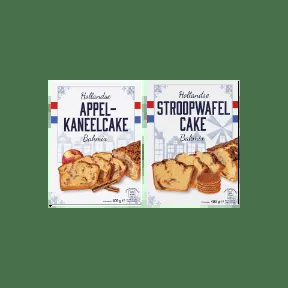 Hollandse
APPEL-
KANEELCAKE
Bakmix
Hollandse
STROOPWAFEL
CAKE
Bakmix